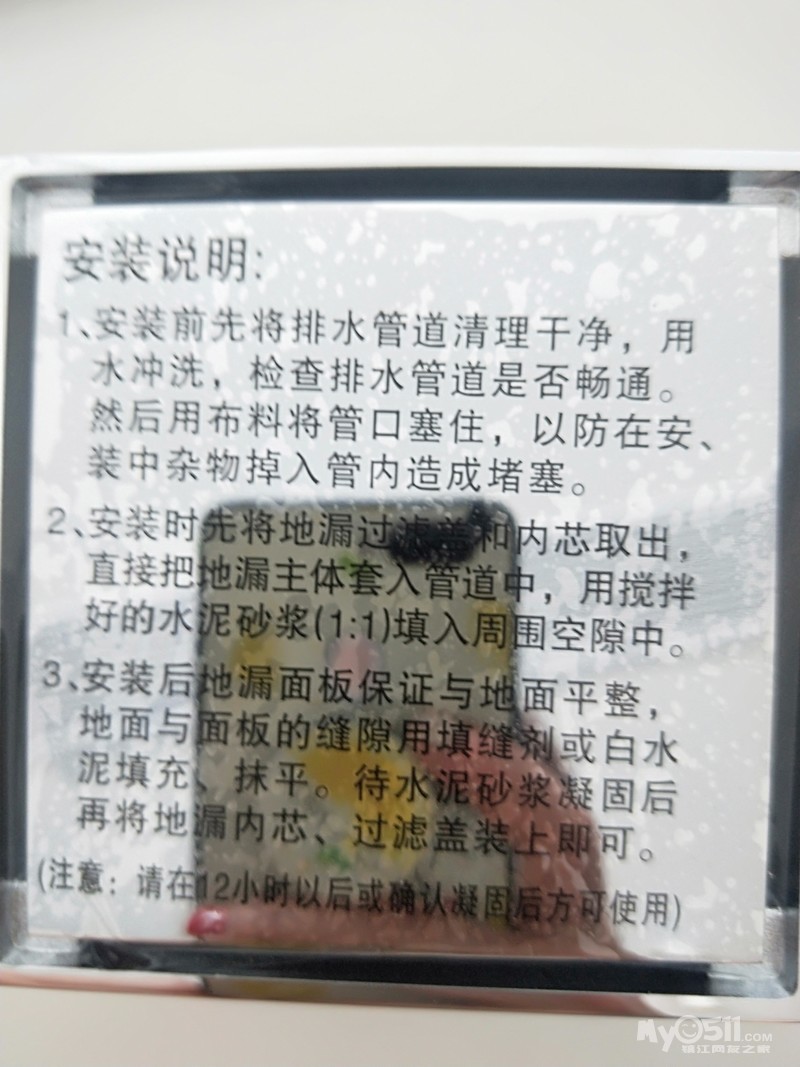 安装说明:
1、安装前先将排水管道清理干净，用
水冲洗，检查排水管道是否畅通。
然后用布料将管口塞住，以防在安、
装中杂物掉入管内造成堵塞。
2、安装时先将地漏过滤盖和内芯取出，
直接把地漏主体套入管道中，用搅拌
好的水泥砂浆(1:1)填入周围空隙中。
3、安装后地漏面板保证与地面平整，
地面与面板的缝隙用填缝剂或白水
泥填充、抹平。待水泥砂浆凝固后
再将地漏内芯、过滤盖装上即可。
(注意：请在12小时以后或确认凝固后方可使用)
My0511.COM
镇江网友之家